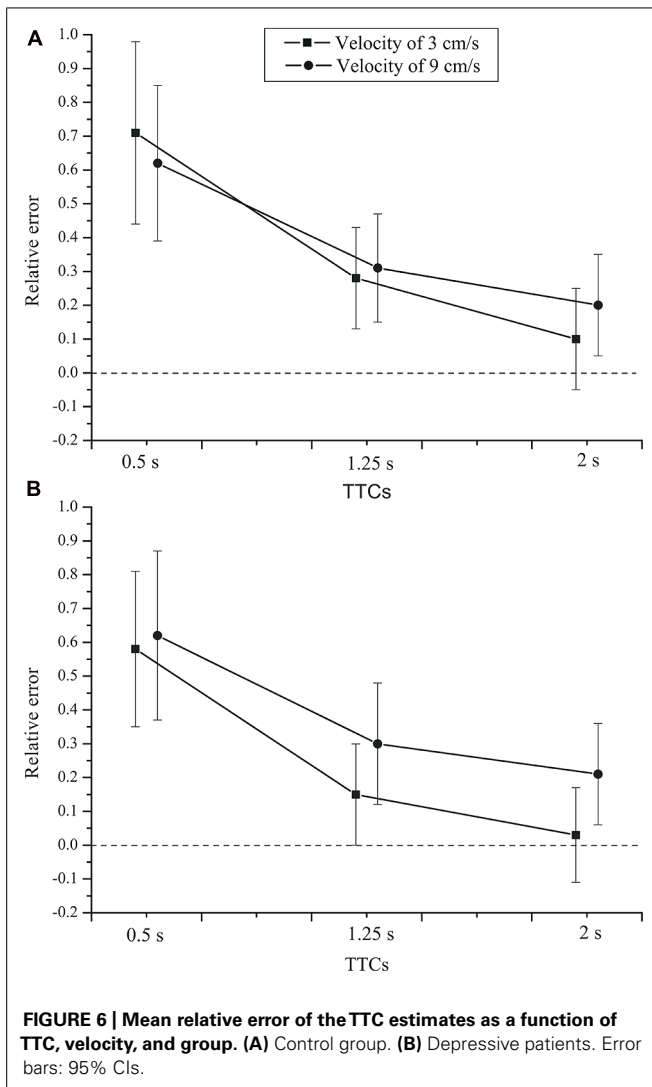 A
Velocity of 3 cm/s
Velocity of 9 cm/s
1.0
0.9
0.8
0.7
0.6
0.5
0.4
0.3
0.2
0.1
0.0
-0.1
-0.2
Relative error
0.5 s 1.25 s 2 s
TTCs
B
1.0
0.9
0.8
0.7
0.6
0.5
0.4
0.3
0.2
0.1
0.0
-0.1
-0.2
Relative error
0.5 s 1.25 s 2 s
TTCs
FIGURE 6 | Mean relative error of the TTC estimates as a function of
TTC, velocity, and group. (A) Control group. (B) Depressive patients. Error
bars: 95% CIs.